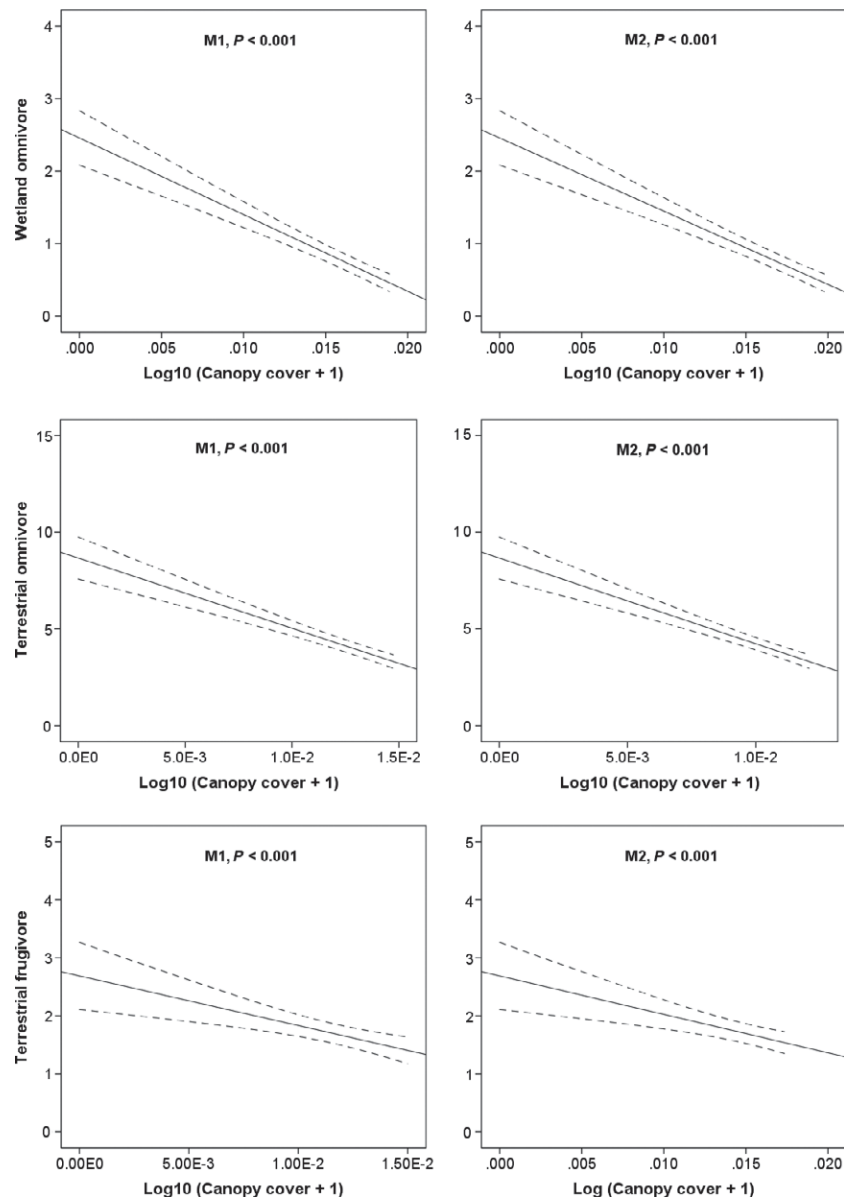 M1, P < 0.001
Wetland omnivore
4
3
2
1
0
.000 .005 .010 .015 .020
Log10 (Canopy cover + 1)
M2, P < 0.001
4
3
2
1
0
.000 .005 .010 .015 .020
Log10 (Canopy cover + 1)
M1, P < 0.001
Terrestrial omnivore
15
10
5
0
0.0E0 5.0E-3 1.0E-2 1.5E-2
Log10 (Canopy cover + 1)
M2, P < 0.001
15
10
5
0
0.0E0 5.0E-3 1.0E-2
Log10 (Canopy cover + 1)
M1, P < 0.001
Terrestrial frugivore
5
4
3
2
1
0
0.00E0 5.00E-3 1.00E-2 1.50E-2
Log10 (Canopy cover + 1)
M2, P < 0.001
5
4
3
2
1
0
.000 .005 .010 .015 .020
Log (Canopy cover + 1)